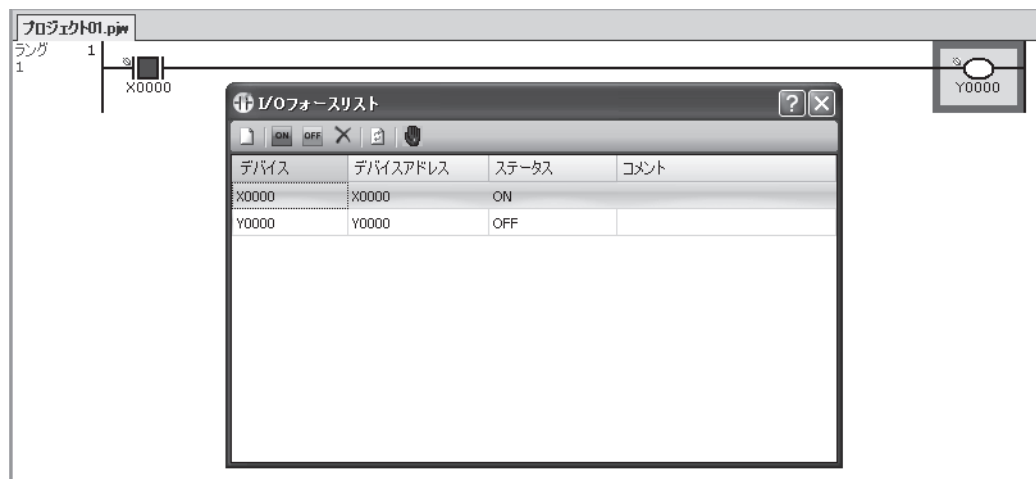 プロジェクト01.pjw
ラング 1
1
X0000
Y0000
I/Oフォースリスト
ON OFF
デバイス デバイスアドレス ステータス コメント
X0000 X0000 ON
Y0000 Y0000 OFF